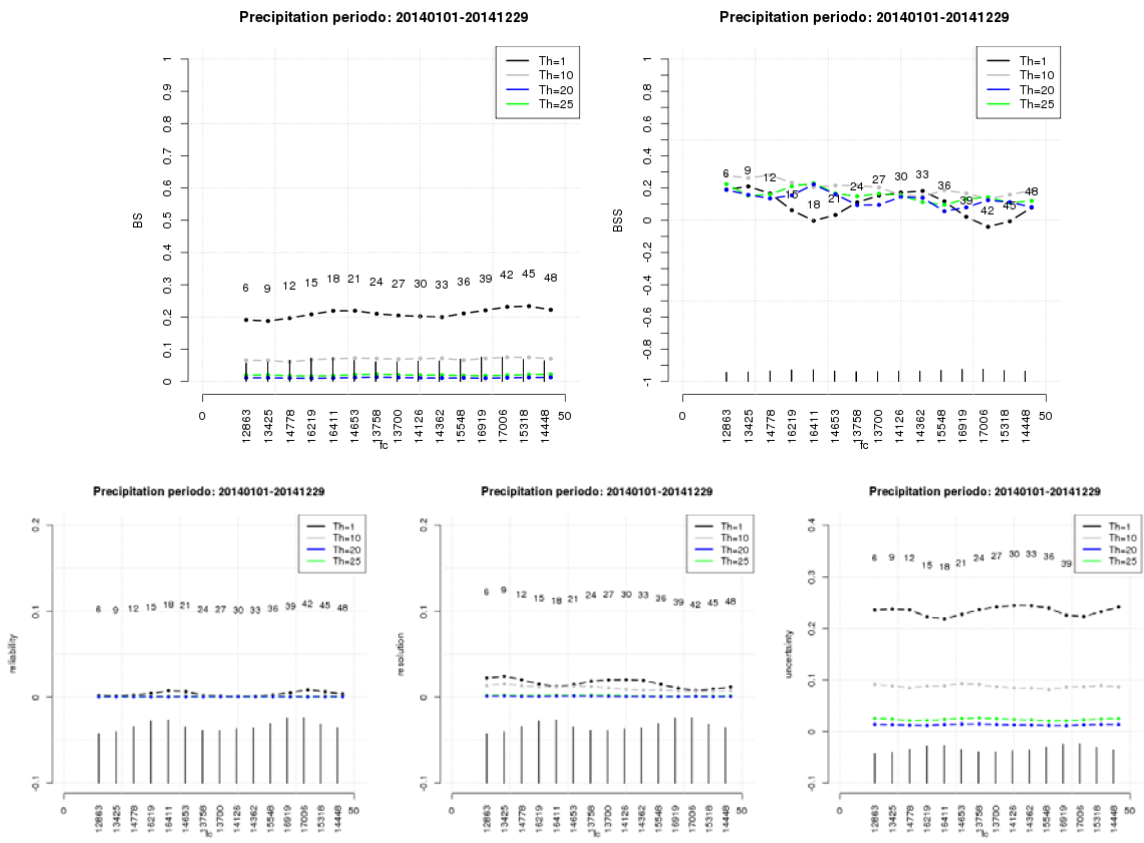 Precipitation periodo: 20140101-20141229
BS
1
0.9
0.8
0.7
0.6
0.5
0.4
0.3
0.2
0.1
0
Th=1
Th=10
Th=20
Th=25
6 9 12 15 18 21 24 27 30 33 36 39 42 45 48
0 50
12863 13425 14778 16219 16411 14653 13758 13700 14126 14362 15548 16919 17006 15318 14448
fc
Precipitation periodo: 20140101-20141229
BSS
1
0.8
0.6
0.4
0.2
0
-0.2
-0.4
-0.6
-0.8
-1
Th=1
Th=10
Th=20
Th=25
6 9 12 15 18 21 24 27 30 33 36 39 42 45 48
0 50
12863 13425 14778 16219 16411 14653 13758 13700 14126 14362 15548 16919 17006 15318 14448
fc
Precipitation periodo: 20140101-20141229
reliability
0.2
0.1
0
-0.1
Th=1
Th=10
Th=20
Th=25
6 9 12 15 18 21 24 27 30 33 36 39 42 45 48
0 50
12863 13425 14778 16219 16411 14653 13758 13700 14126 14362 15548 16919 17006 15318 14448
fc
Precipitation periodo: 20140101-20141229
resolution
0.2
0.1
0
-0.1
Th=1
Th=10
Th=20
Th=25
6 9 12 15 18 21 24 27 30 33 36 39 42 45 48
0 50
12863 13425 14778 16219 16411 14653 13758 13700 14126 14362 15548 16919 17006 15318 14448
fc
Precipitation periodo: 20140101-20141229
uncertainty
0.4
0.3
0.2
0.1
0
-0.1
Th=1
Th=10
Th=20
Th=25
6 9 12 15 18 21 24 27 30 33 36 39
0 50
12863 13425 14778 16219 16411 14653 13758 13700 14126 14362 15548 16919 17006 15318 14448
fc